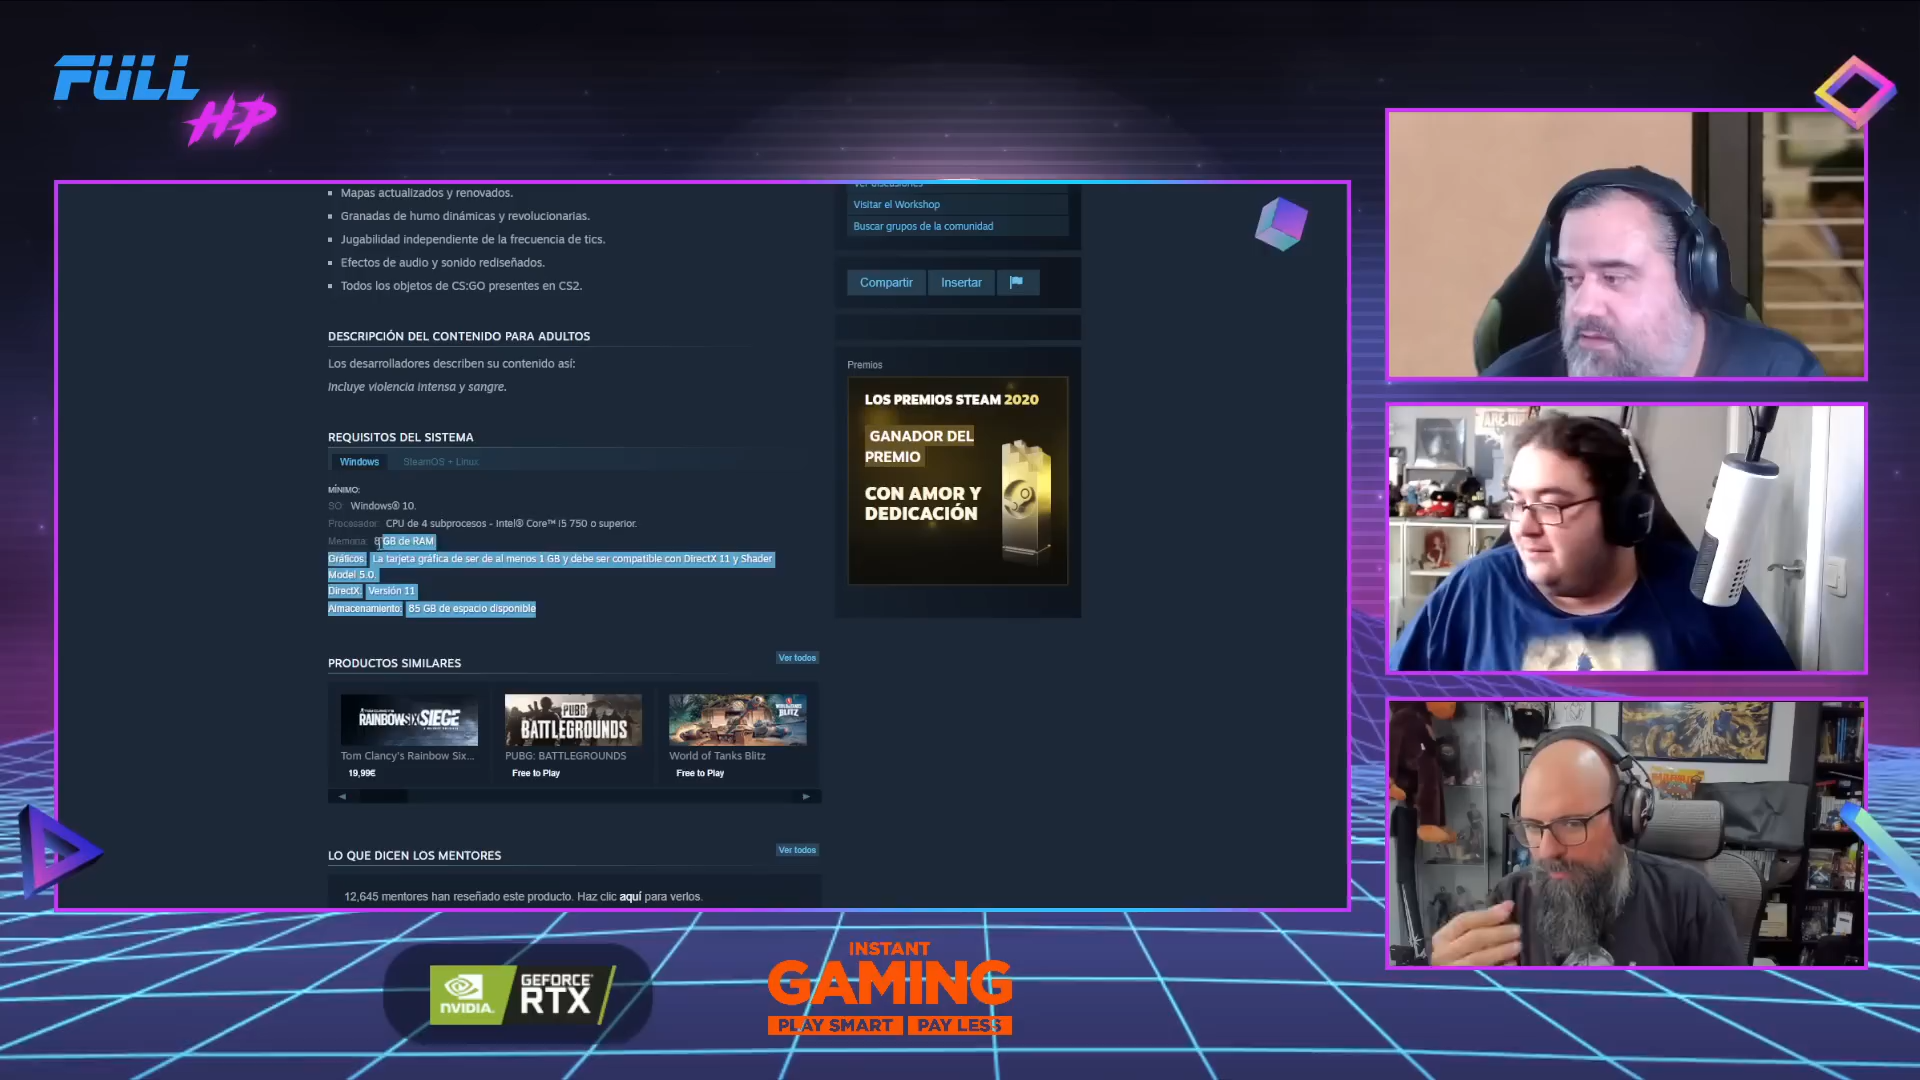 FULL
HP
Mapas actualizados y renovados.
Granadas de humo dinámicas y revolucionarias.
Jugabilidad independiente de la frecuencia de tics.
Efectos de audio y sonido rediseñados.
Todos los objetos de CS:GO presentes en CS2.
DESCRIPCIÓN DEL CONTENIDO PARA ADULTOS
Los desarrolladores describen su contenido así:
Incluye violencia intensa y sangre.
REQUISITOS DEL SISTEMA
Windows
SteamOS + Linux
MÍNIMO:
SO: Windows® 10.
Procesador: CPU de 4 subprocesos - Intel® Core™ i5 750 o superior.
Memoria: 8 GB de RAM
Gráficos: La tarjeta gráfica de ser de al menos 1 GB y debe ser compatible con DirectX 11 y Shader
Model 5.0.
DirectX: Versión 11
Almacenamiento: 85 GB de espacio disponible
PRODUCTOS SIMILARES
Ver todos
RAINBOW SIX SIEGE
PUBG
BATTLEGROUNDS
WORLD OF TANKS
BLITZ
Tom Clancy's Rainbow Six...
PUBG: BATTLEGROUNDS
World of Tanks Blitz
19,99€
Free to Play
Free to Play
LO QUE DICEN LOS MENTORES
Ver todos
12,645 mentores han reseñado este producto. Haz clic aquí para verlos.
Ver discusiones
Visitar el Workshop
Buscar grupos de la comunidad
Compartir
Insertar
Premios
LOS PREMIOS STEAM 2020
GANADOR DEL
PREMIO
CON AMOR Y
DEDICACIÓN
NVIDIA
GEFORCE
RTX
INSTANT
GAMING
PLAY SMART
PAY LESS